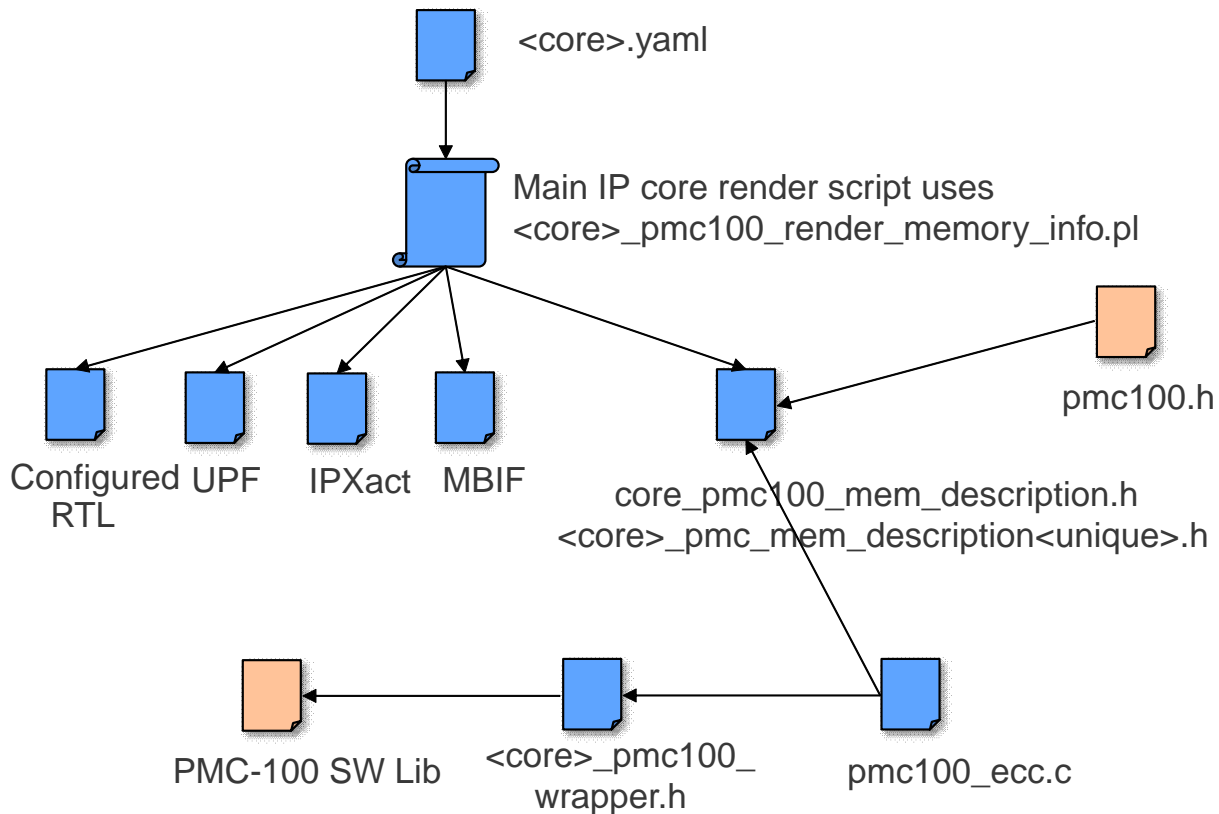 <core>.yaml
Main IP core render script uses
<core>_pmc100_render_memory_info.pl
pmc100.h
Configured
RTL
UPF
IPXact
MBIF
core_pmc100_mem_description.h
<core>_pmc_mem_description<unique>.h
PMC-100 SW Lib
<core>_pmc100_
wrapper.h
pmc100_ecc.c